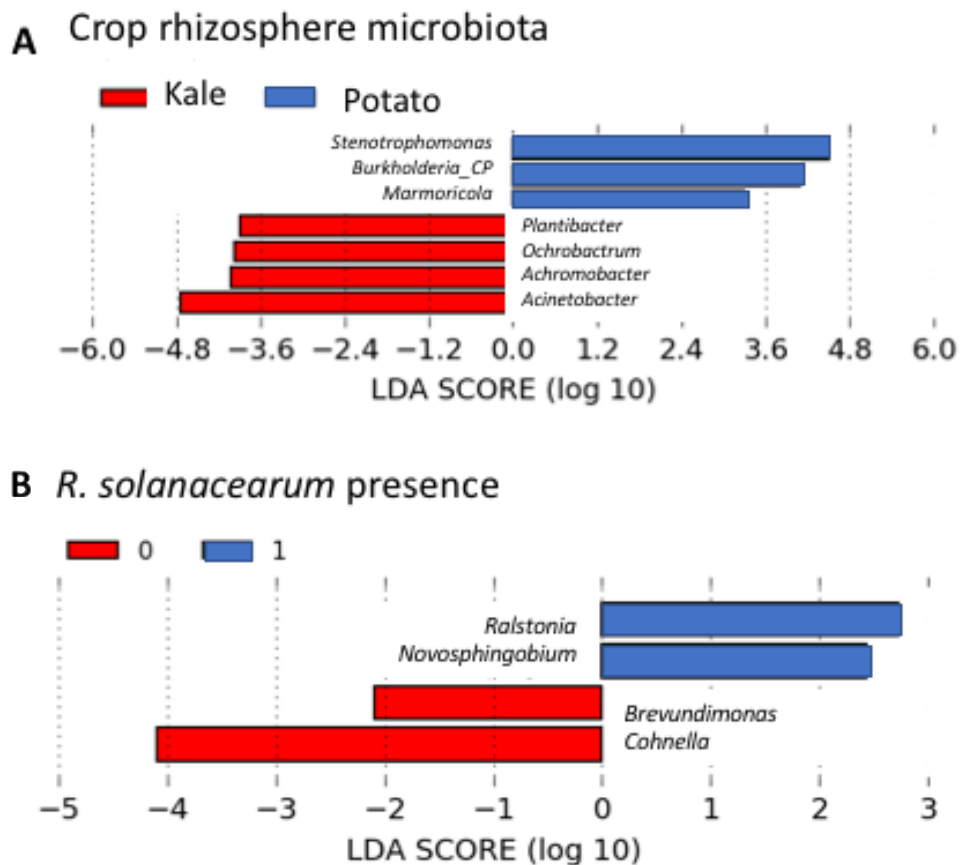 A Crop rhizosphere microbiota
Kale Potato
Stenotrophomonas
Burkholderia_CP
Marmoricola
Plantibacter
Ochrobactrum
Achromobacter
Acinetobacter
−6.0 −4.8 −3.6 −2.4 −1.2 0.0 1.2 2.4 3.6 4.8 6.0
LDA SCORE (log 10)
B R. solanacearum presence
0 1
Ralstonia
Novosphingobium
Brevundimonas
Cohnella
−5 −4 −3 −2 −1 0 1 2 3
LDA SCORE (log 10)